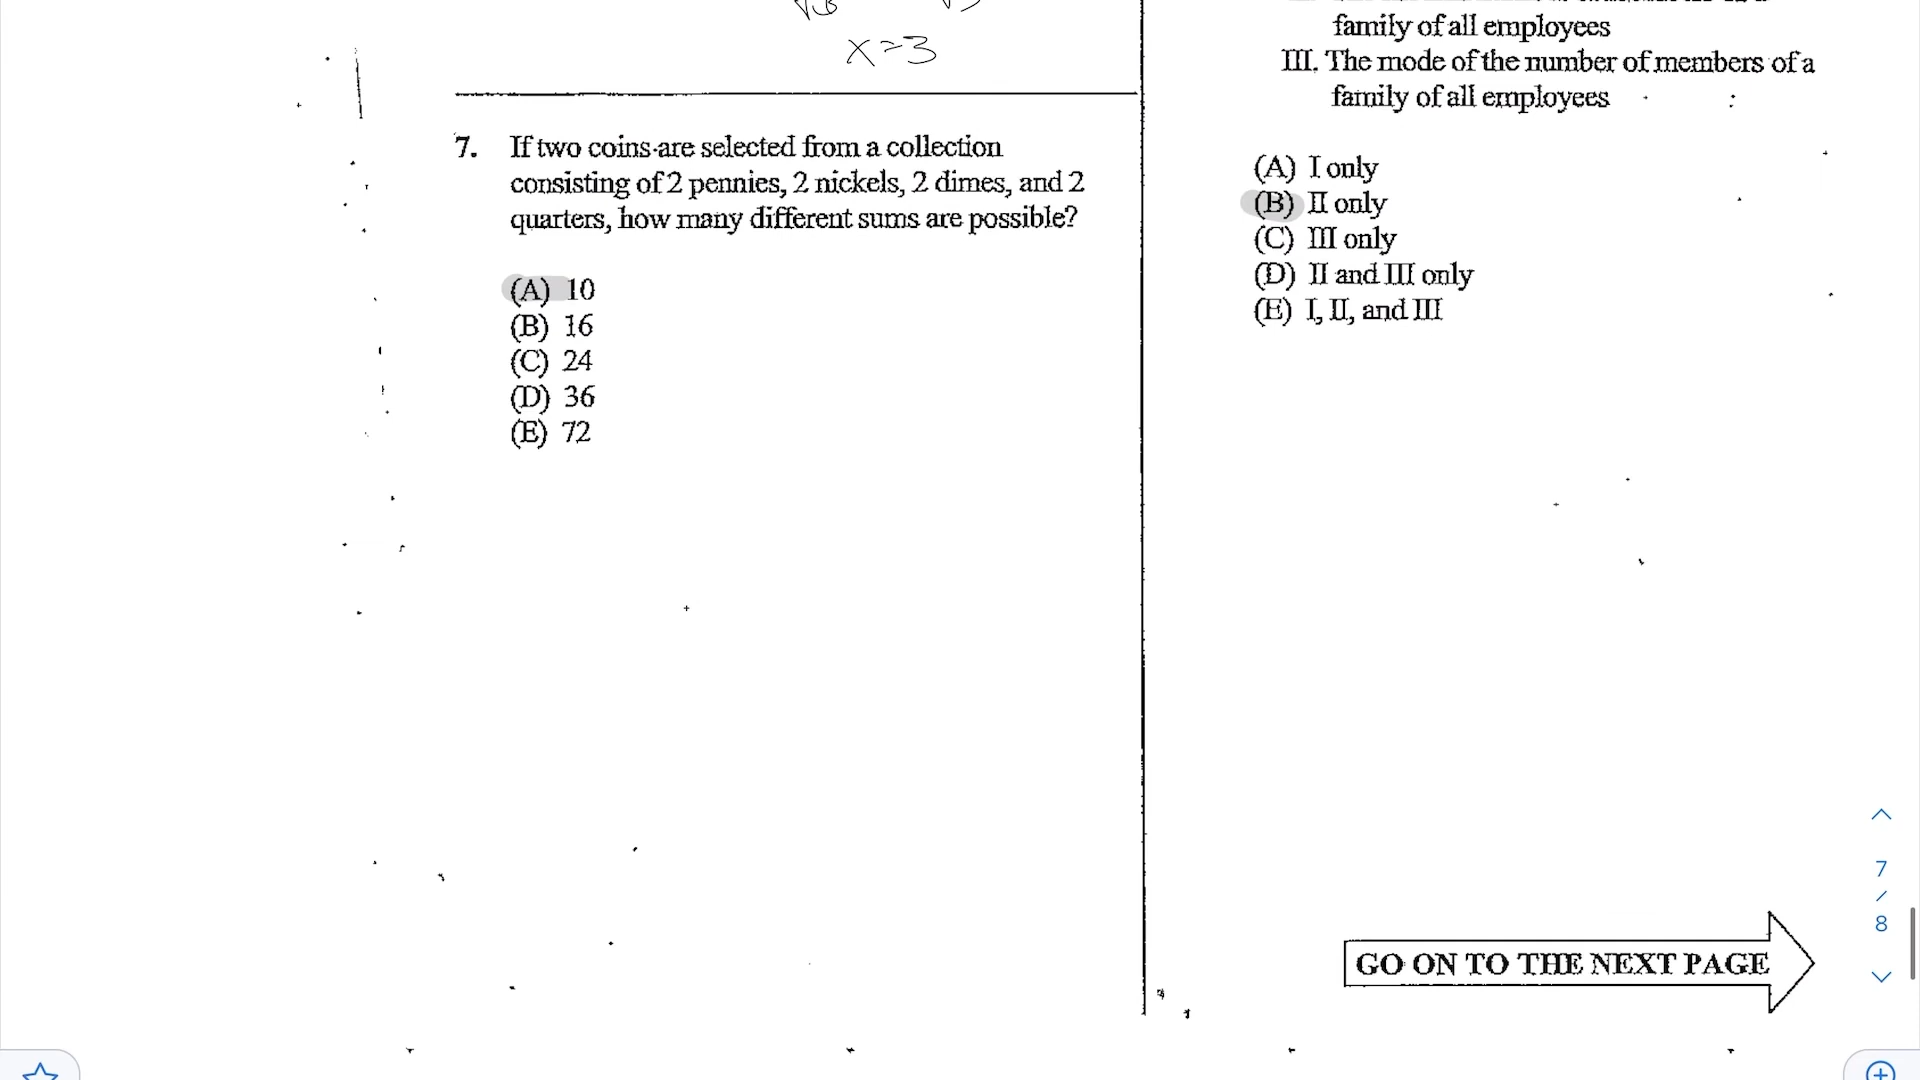 x=3
7. If two coins are selected from a collection
consisting of 2 pennies, 2 nickels, 2 dimes, and 2
quarters, how many different sums are possible?
(A) 10
(B) 16
(C) 24
(D) 36
(E) 72
family of all employees
III. The mode of the number of members of a
family of all employees
(A) I only
(B) II only
(C) III only
(D) II and III only
(E) I, II, and III
GO ON TO THE NEXT PAGE
7
/
8